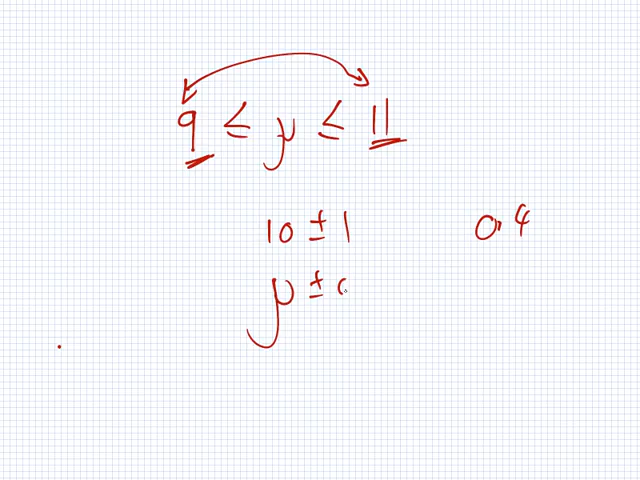 9 ≤ μ ≤ 11
10 ± 1 0.4
μ ±